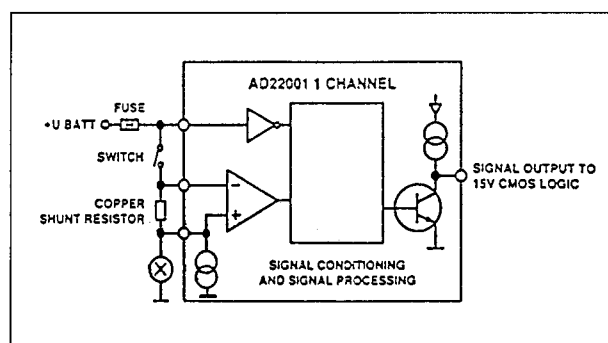 AD22001 1 CHANNEL
FUSE
+U BATT
SWITCH
COPPER
SHUNT RESISTOR
SIGNAL OUTPUT TO
15V CMOS LOGIC
SIGNAL CONDITIONING
AND SIGNAL PROCESSING